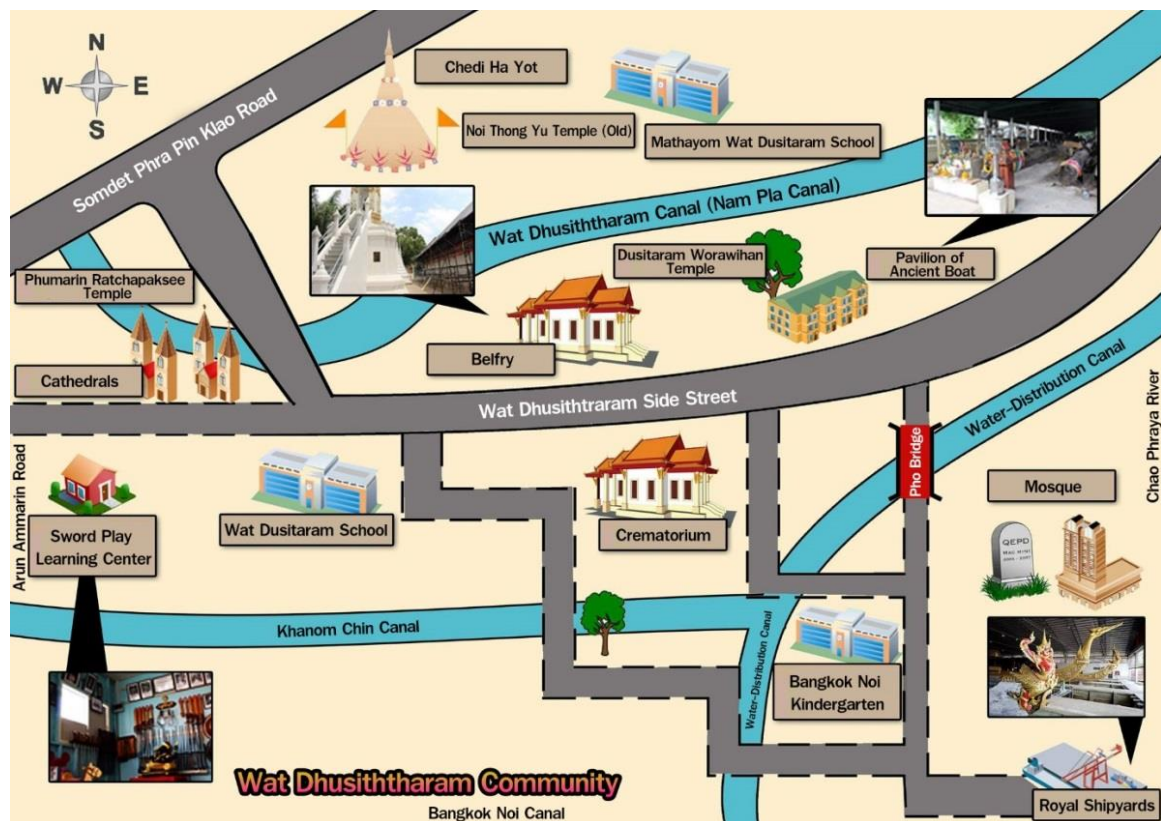 N
W E
S
Somdet Phra Pin Klao Road
Chedi Ha Yot
Noi Thong Yu Temple (Old)
Mathayom Wat Dusitaram School
Wat Dhusiththaram Canal (Nam Pla Canal)
Phumarin Ratchapaksee
Temple
Dusitaram Worawihan
Temple
Pavilion of
Ancient Boat
Cathedrals
Belfry
Wat Dhusithtraram Side Street
Water-Distribution Canal
Chao Phraya River
Arun Ammarin Road
Pho Bridge
Mosque
Sword Play
Learning Center
Wat Dusitaram School
Crematorium
QEPD
Khanom Chin Canal
Water-Distribution Canal
Bangkok Noi
Kindergarten
Wat Dhusiththaram Community
Bangkok Noi Canal
Royal Shipyards